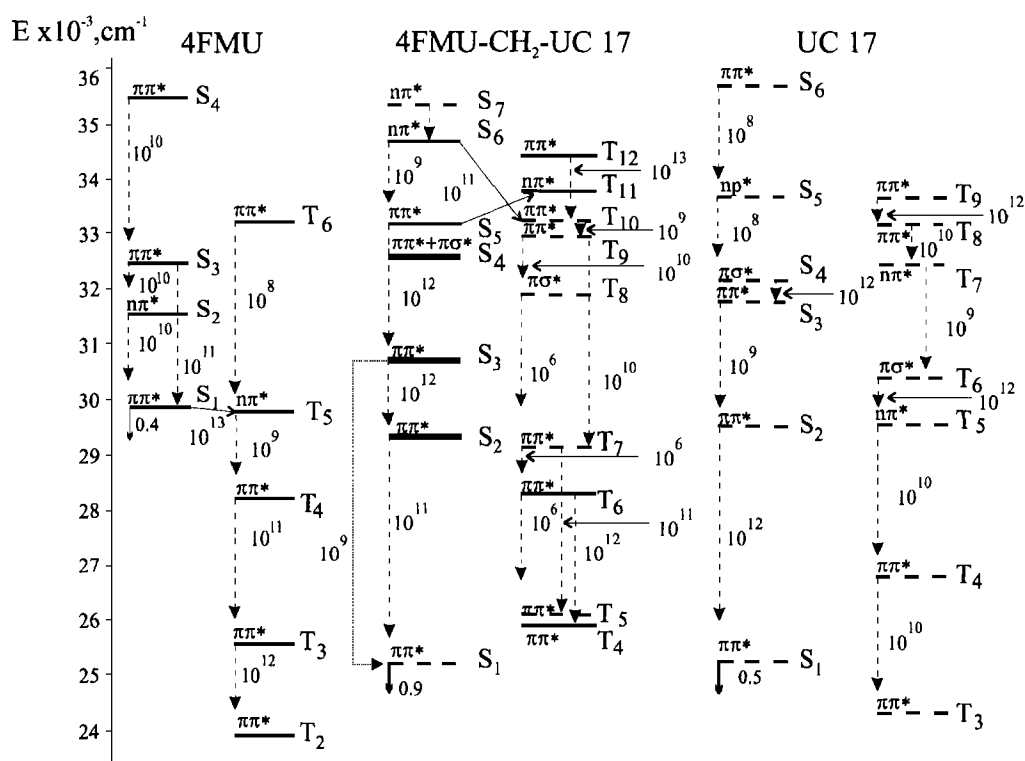 E x10⁻³,cm⁻¹
4FMU
4FMU-CH₂-UC 17
UC 17
36
35
34
33
32
31
30
29
28
27
26
25
24
ππ* S₄
10¹⁰
ππ* T₆
ππ* S₃
10¹⁰
nπ* S₂
10⁸
10¹⁰
10¹¹
ππ* S₁
nπ* T₅
0.4
10¹³
10⁹
ππ* T₄
10¹¹
ππ* T₃
10¹²
ππ* T₂
nπ* S₇
nπ* S₆
10⁹
10¹¹
ππ* S₅
ππ*+πσ* S₄
10¹²
ππ* S₃
10¹²
ππ* S₂
10¹¹
10⁹
ππ* S₁
0.9
ππ* T₁₂
10¹³
nπ* T₁₁
ππ* T₁₀
10⁹
ππ* T₉
10¹⁰
πσ* T₈
10⁶
10¹⁰
ππ* T₇
10⁶
ππ* T₆
10⁶
10¹¹
10¹²
ππ* T₅
ππ* T₄
ππ* S₆
10⁸
np* S₅
10⁸
πσ* S₄
10¹²
ππ* S₃
10⁹
ππ* S₂
10¹²
ππ* S₁
0.5
ππ* T₉
10¹²
ππ* T₈
10¹⁰
nπ* T₇
10⁹
πσ* T₆
10¹²
nπ* T₅
10¹⁰
ππ* T₄
10¹⁰
ππ* T₃